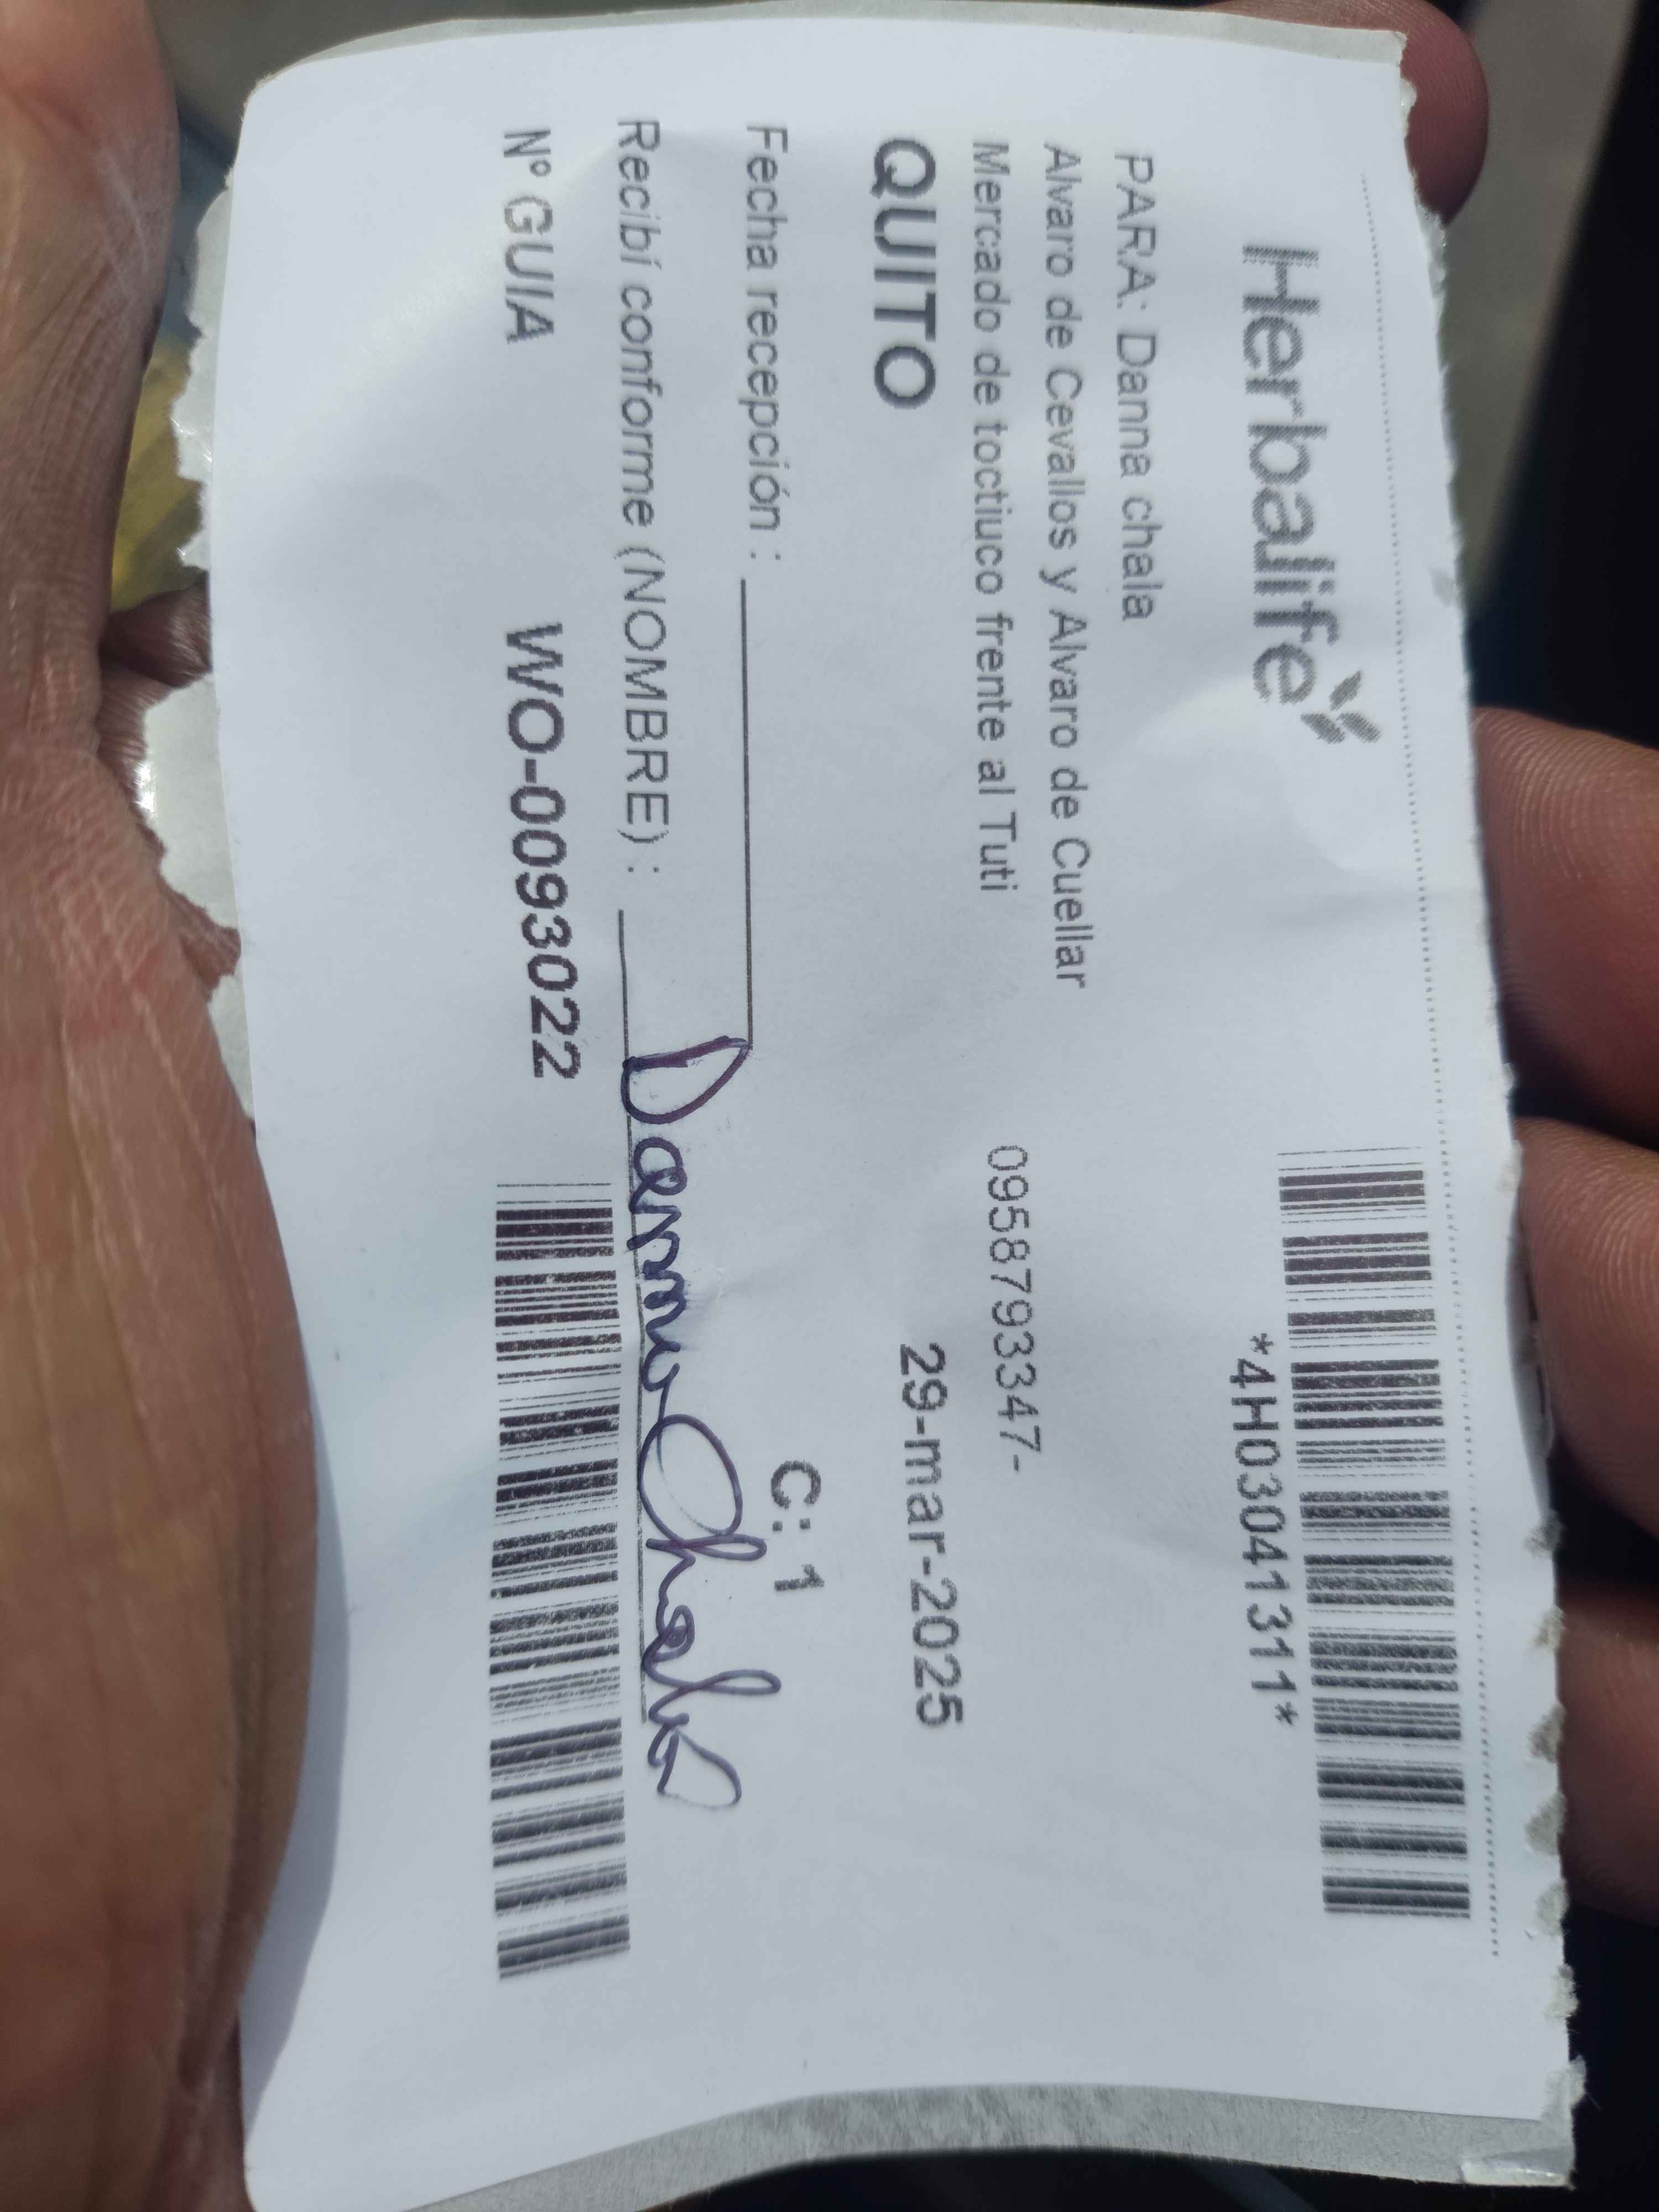 Herbalife
*4H03041311*
PARA: Danna chala
Alvaro de Cevallos y Alvaro de Cuellar
Mercado de toctiuco frente al Tuti 0958793347-
QUITO 29-mar-2025
Fecha recepción :
C: 1
Recibí conforme (NOMBRE) : Danna Chala
Nº GUIA WO-0093022